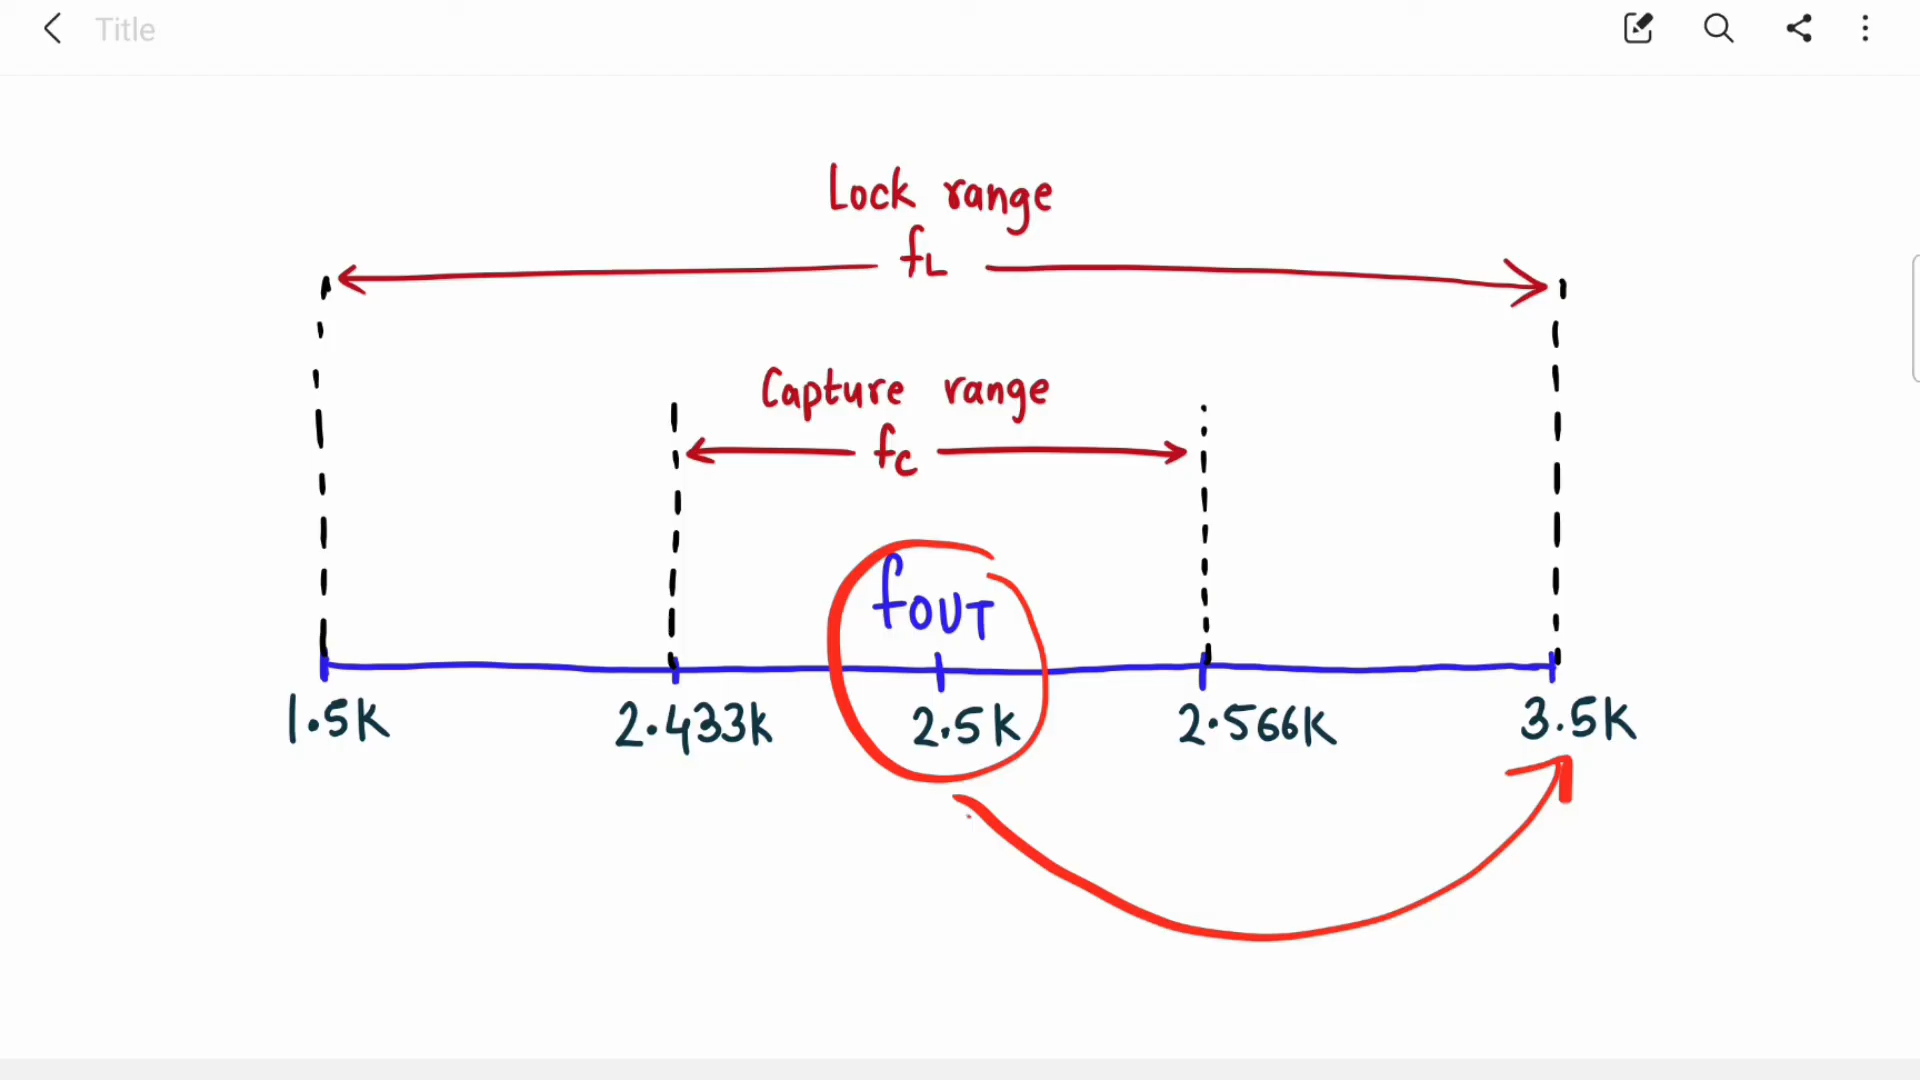 Title
Lock range
fL
Capture range
fC
fOUT
1.5K
2.433K
2.5K
2.566K
3.5K